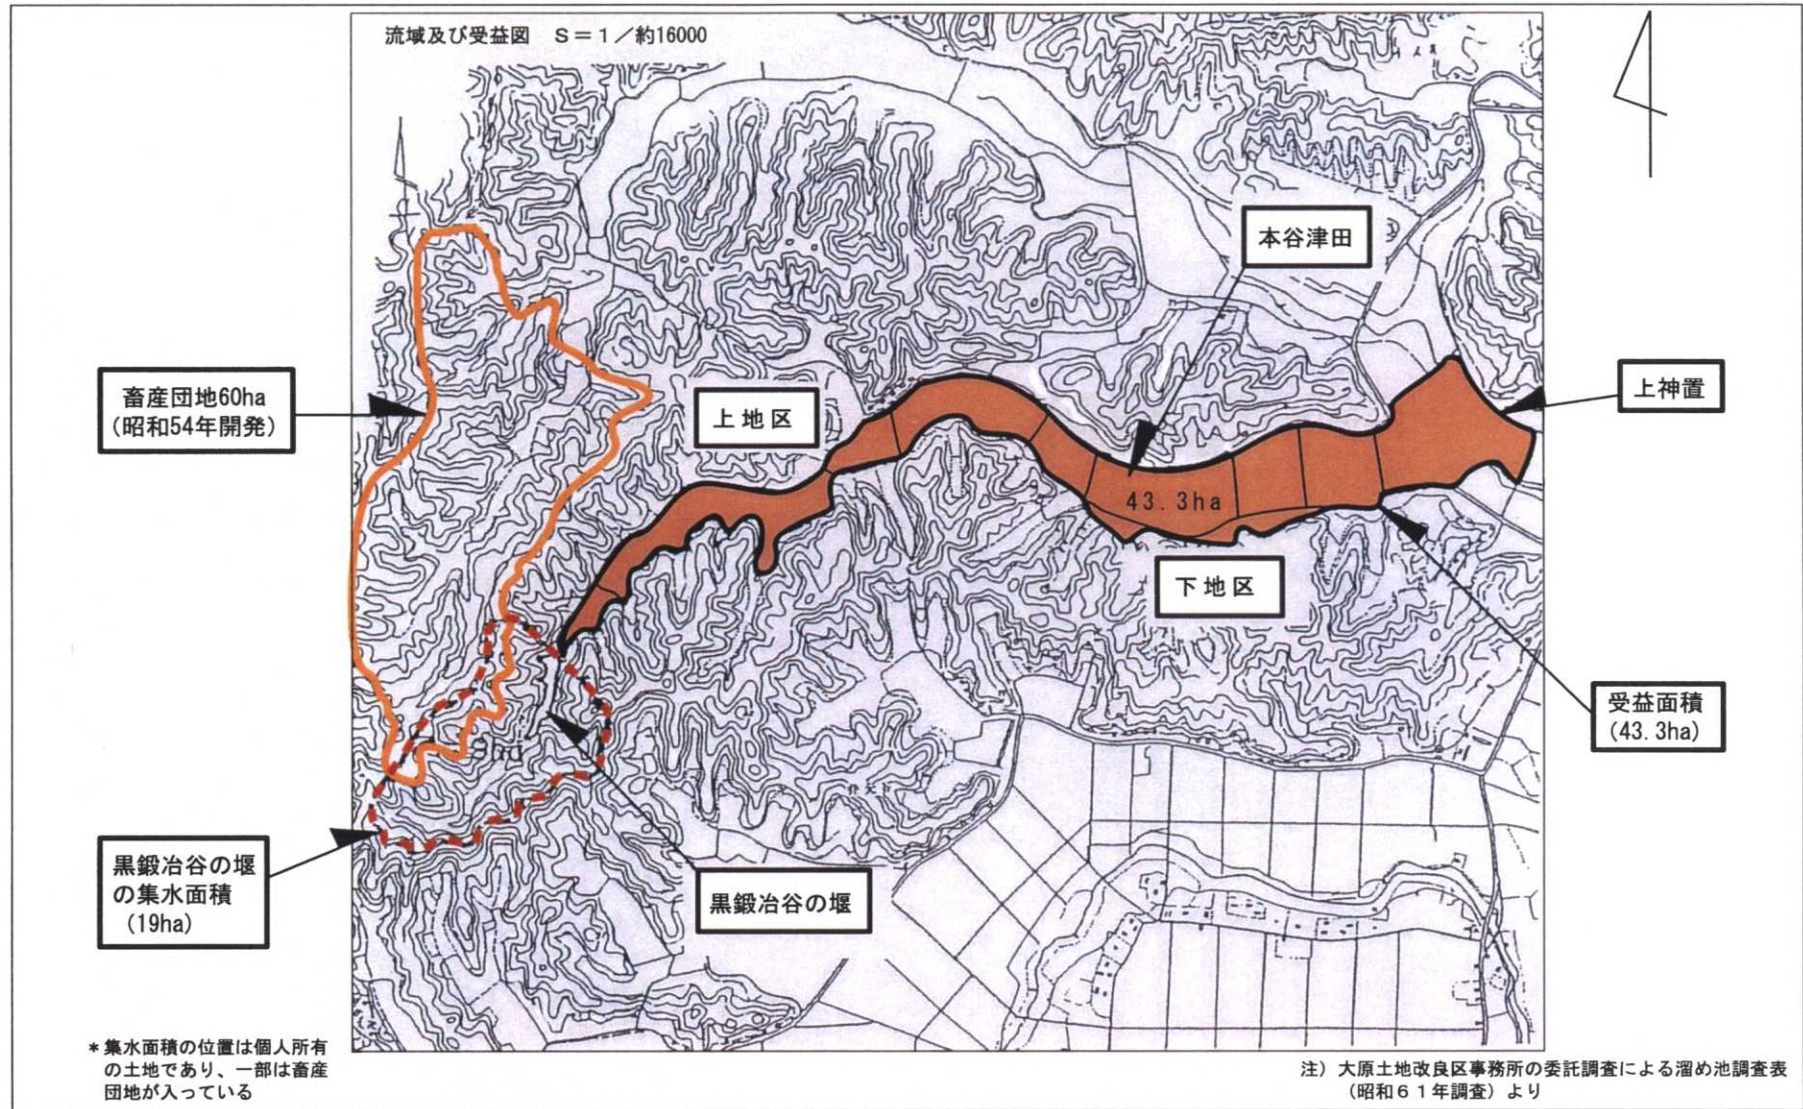 流域及び受益図 S＝1／約16000
本谷津田
上神置
畜産団地60ha
(昭和54年開発)
上地区
43.3ha
下地区
受益面積
(43.3ha)
黒鍛冶谷の堰
の集水面積
(19ha)
黒鍛冶谷の堰
＊集水面積の位置は個人所有
の土地であり、一部は畜産
団地が入っている
注）大原土地改良区事務所の委託調査による溜め池調査表
(昭和６１年調査）より